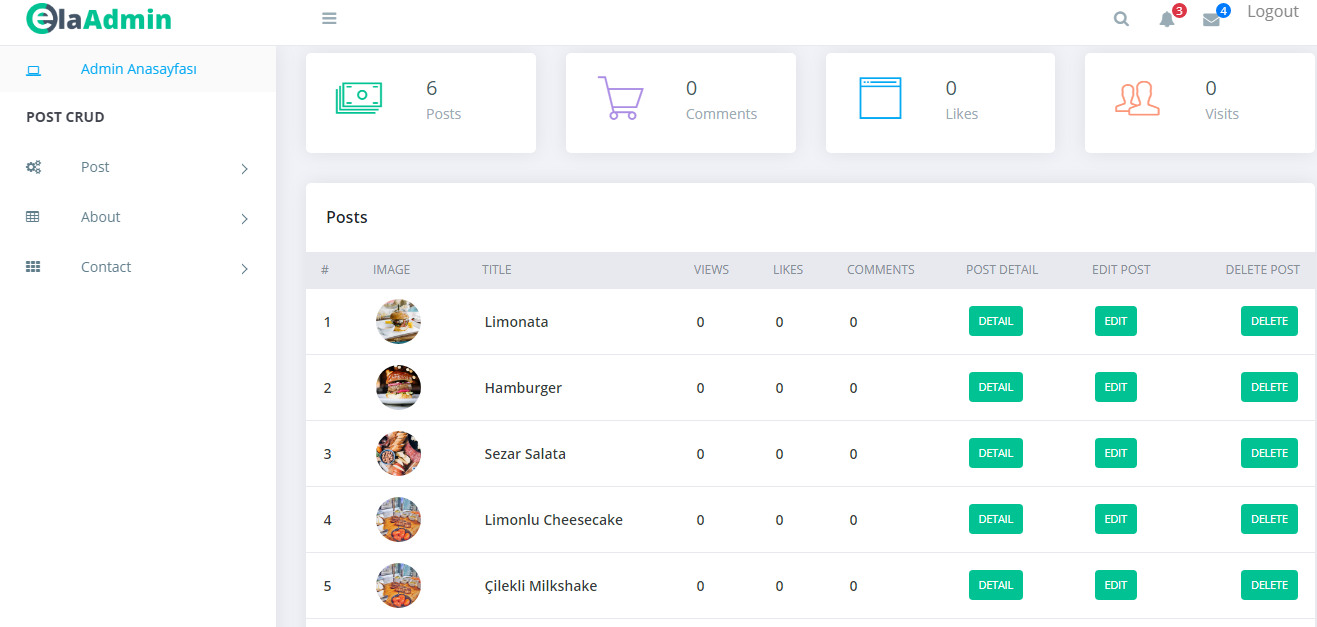 elaAdmin
3
4
Logout
Admin Anasayfası
POST CRUD
Post
About
Contact
6
Posts
0
Comments
0
Likes
0
Visits
Posts
# IMAGE TITLE VIEWS LIKES COMMENTS POST DETAIL EDIT POST DELETE POST
1 Limonata 0 0 0 DETAIL EDIT DELETE
2 Hamburger 0 0 0 DETAIL EDIT DELETE
3 Sezar Salata 0 0 0 DETAIL EDIT DELETE
4 Limonlu Cheesecake 0 0 0 DETAIL EDIT DELETE
5 Çilekli Milkshake 0 0 0 DETAIL EDIT DELETE